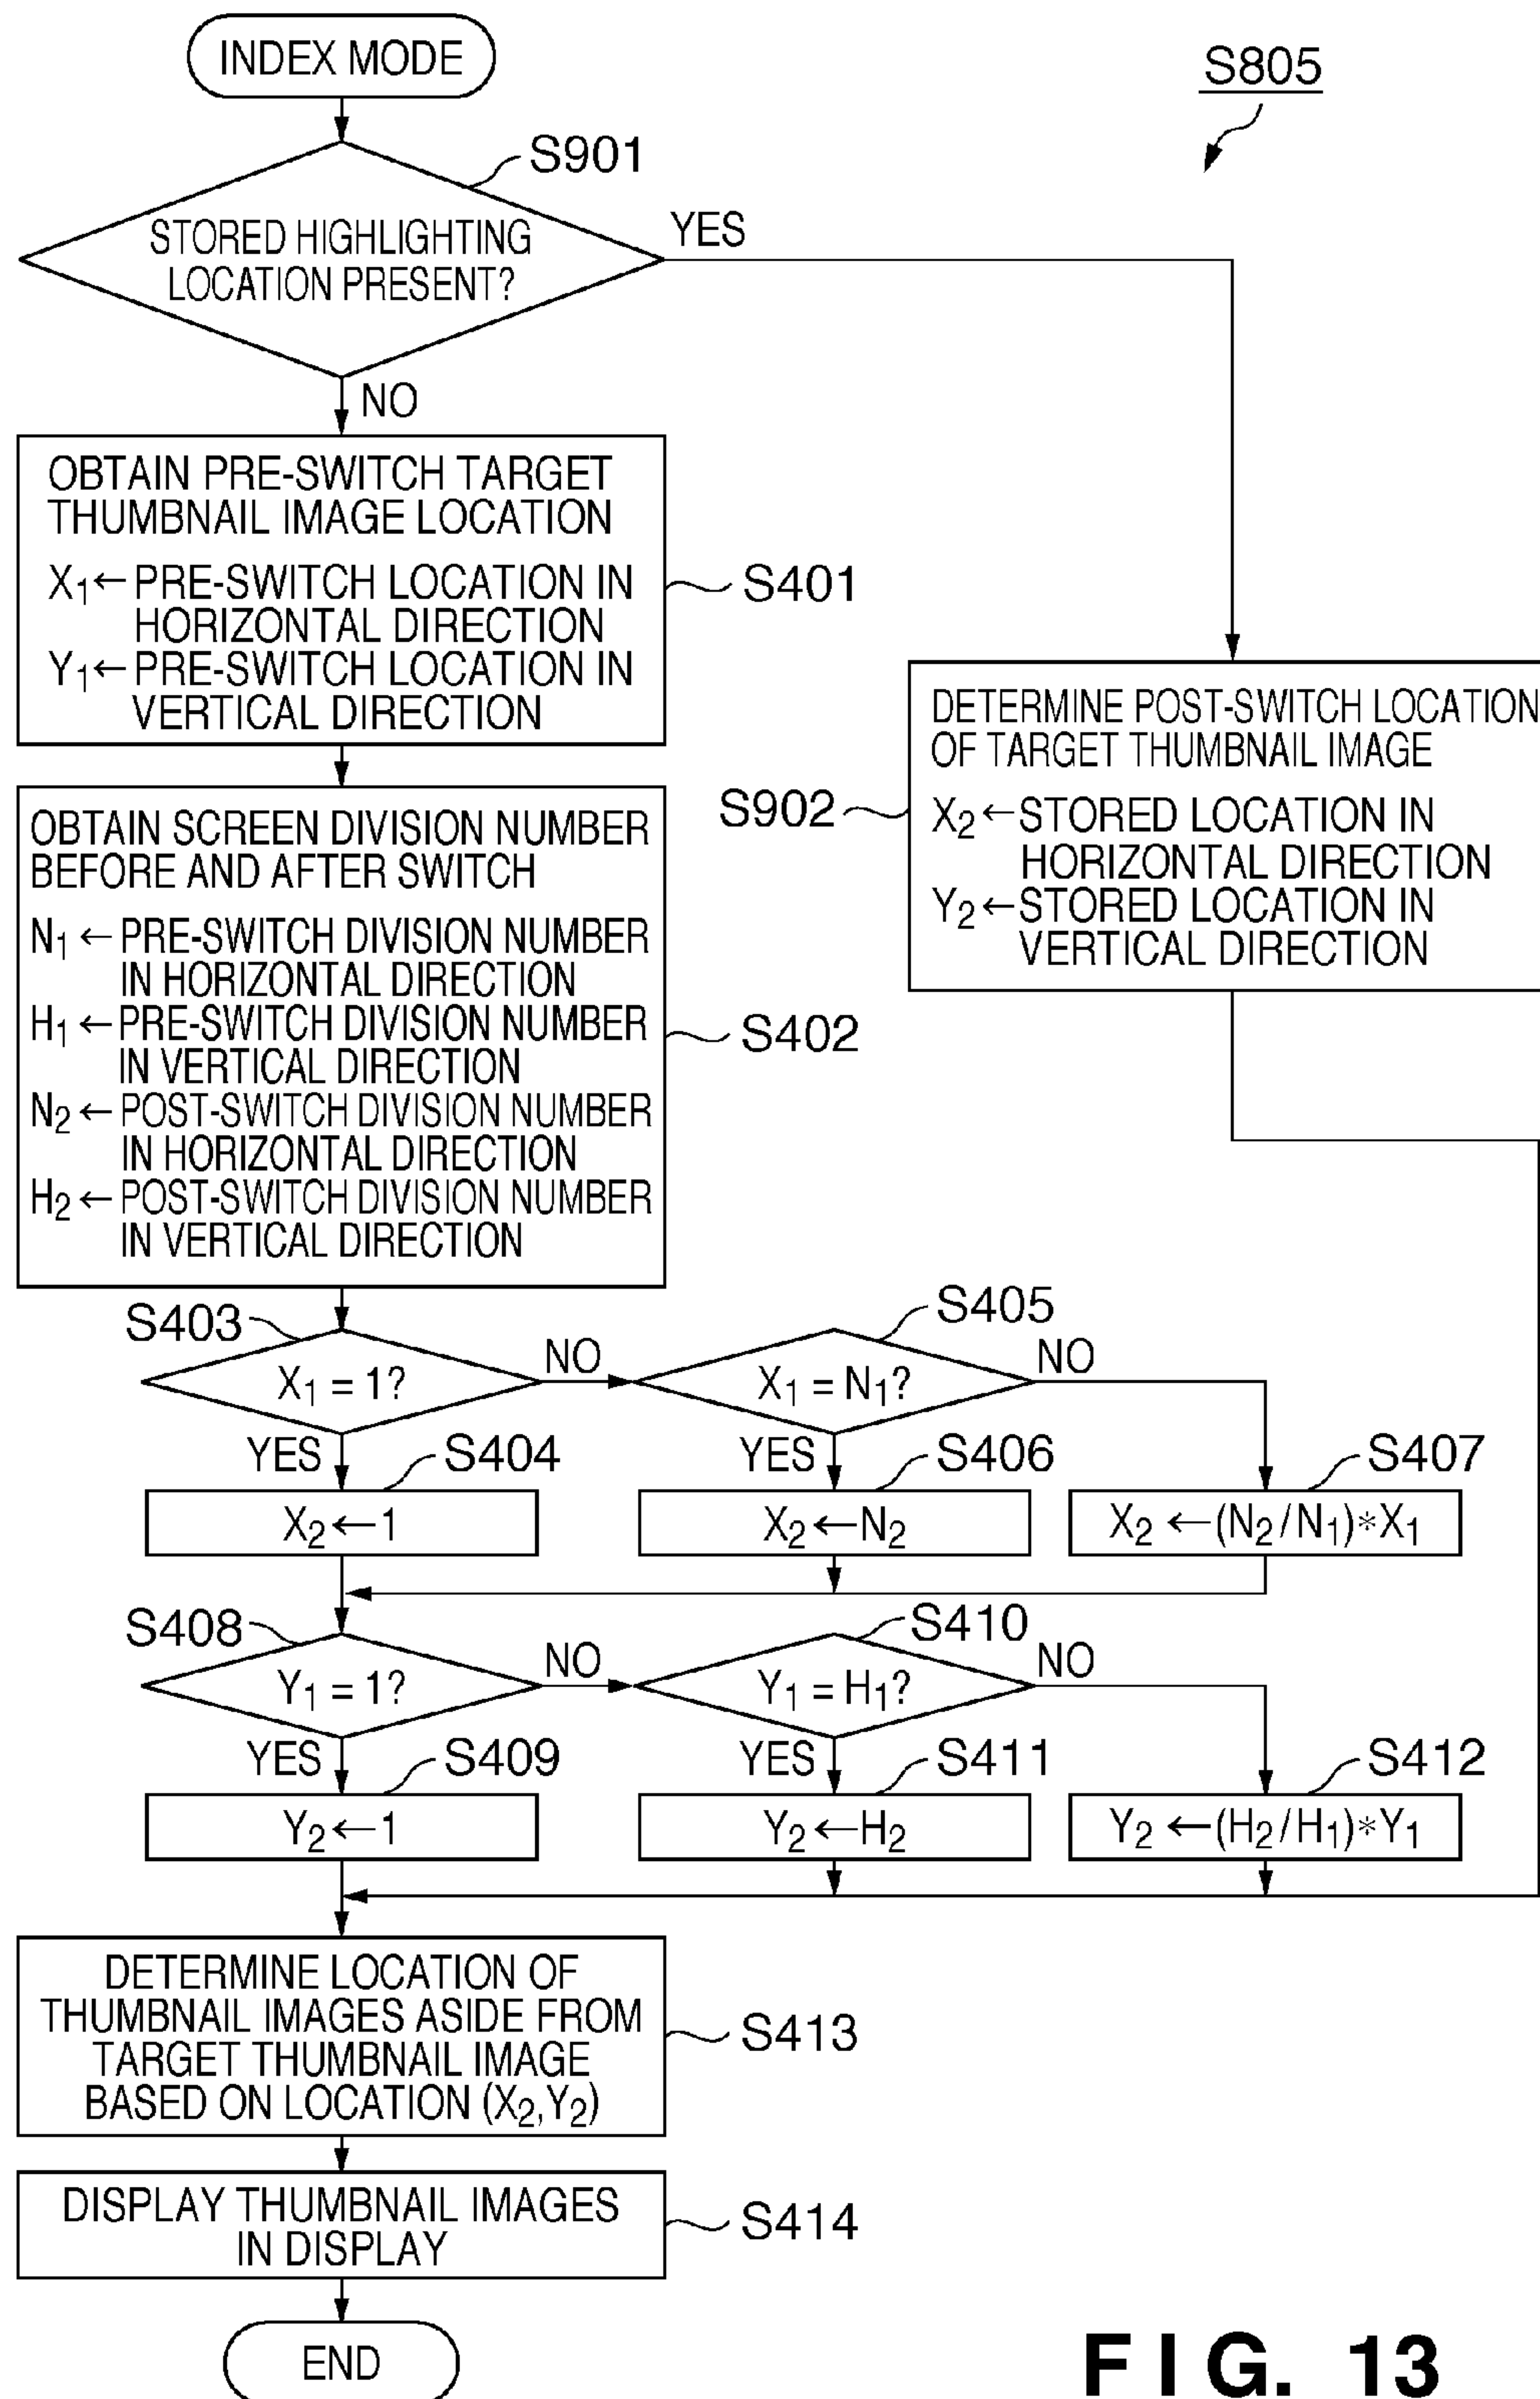 INDEX MODE
S805
S901
STORED HIGHLIGHTING
LOCATION PRESENT?
YES
NO
OBTAIN PRE-SWITCH TARGET
THUMBNAIL IMAGE LOCATION
X1←PRE-SWITCH LOCATION IN
HORIZONTAL DIRECTION
Y1←PRE-SWITCH LOCATION IN
VERTICAL DIRECTION
S401
DETERMINE POST-SWITCH LOCATION
OF TARGET THUMBNAIL IMAGE
X2←STORED LOCATION IN
HORIZONTAL DIRECTION
Y2←STORED LOCATION IN
VERTICAL DIRECTION
S902
OBTAIN SCREEN DIVISION NUMBER
BEFORE AND AFTER SWITCH
N1←PRE-SWITCH DIVISION NUMBER
IN HORIZONTAL DIRECTION
H1←PRE-SWITCH DIVISION NUMBER
IN VERTICAL DIRECTION
N2←POST-SWITCH DIVISION NUMBER
IN HORIZONTAL DIRECTION
H2←POST-SWITCH DIVISION NUMBER
IN VERTICAL DIRECTION
S402
S403
X1 = 1?
NO
S405
X1 = N1?
NO
YES
S404
YES
S406
S407
X2←1
X2←N2
X2←(N2/N1)*X1
S408
Y1 = 1?
NO
S410
Y1 = H1?
NO
YES
S409
YES
S411
S412
Y2←1
Y2←H2
Y2←(H2/H1)*Y1
DETERMINE LOCATION OF
THUMBNAIL IMAGES ASIDE FROM
TARGET THUMBNAIL IMAGE
BASED ON LOCATION (X2,Y2)
S413
DISPLAY THUMBNAIL IMAGES
IN DISPLAY
S414
END
FIG. 13